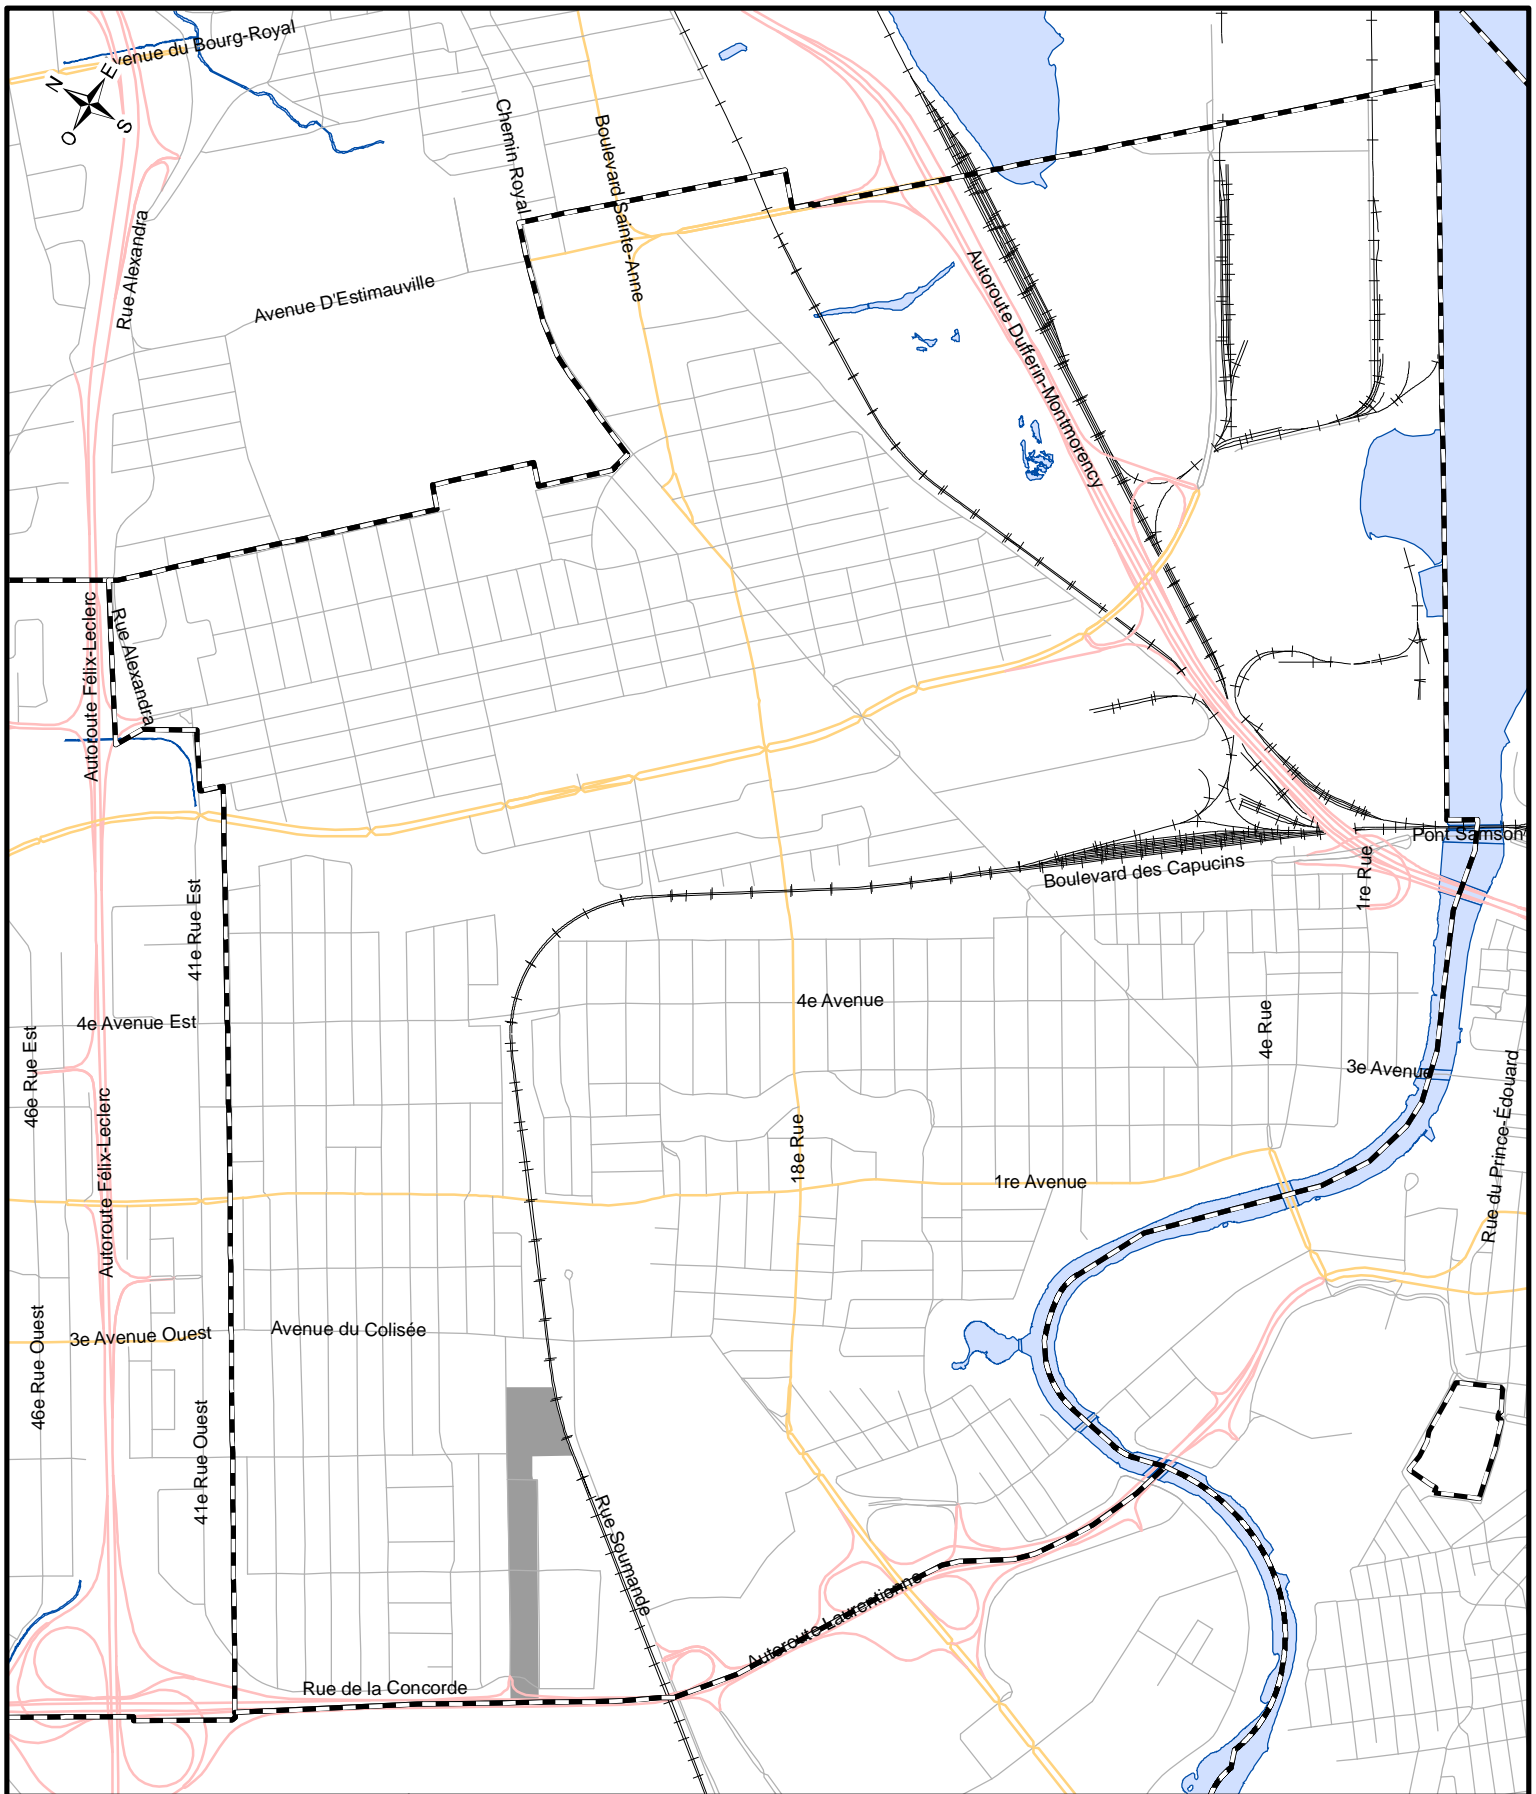 Avenue du Bourg-Royal
N
E
S
O
Chemin Royal
Boulevard Sainte-Anne
Rue Alexandra
Avenue D'Estimauville
Autoroute Dufferin-Montmorency
Autoroute Félix-Leclerc
Rue Alexandra
Pont Samson
Boulevard des Capucins
1re Rue
41e Rue Est
4e Avenue
4e Avenue Est
4e Rue
46e Rue Est
3e Avenue
Rue du Prince-Édouard
Autoroute Félix-Leclerc
18e Rue
1re Avenue
Avenue du Colisée
3e Avenue Ouest
46e Rue Ouest
41e Rue Ouest
Rue Soumande
Autoroute Laurentienne
Rue de la Concorde